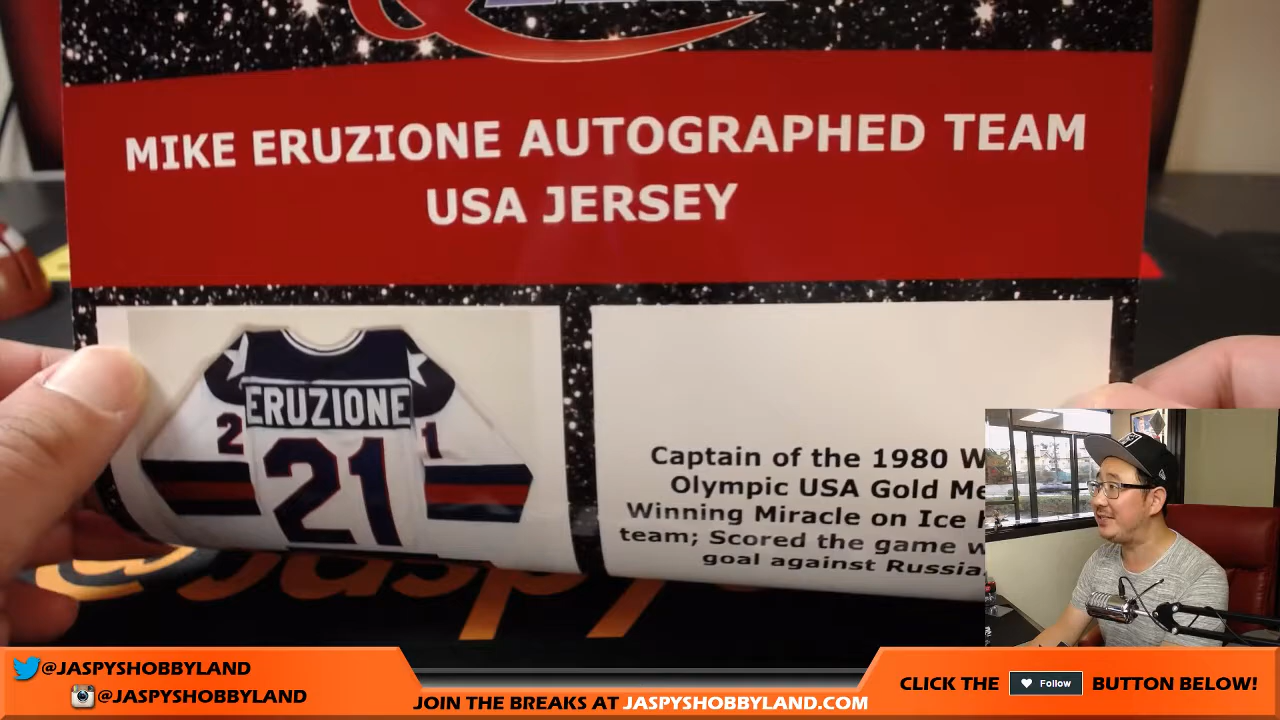 MIKE ERUZIONE AUTOGRAPHED TEAM
USA JERSEY
ERUZIONE
2 21 1
Captain of the 1980
Olympic USA Gold
Winning Miracle on Ice
team; Scored the game
goal against Russia
@JASPYSHOBBYLAND
@JASPYSHOBBYLAND
JOIN THE BREAKS AT JASPYSHOBBYLAND.COM
CLICK THE Follow BUTTON BELOW!